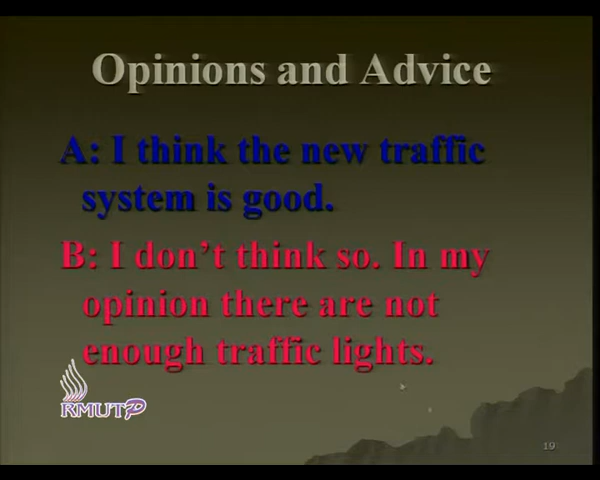 Opinions and Advice
A: I think the new traffic
system is good.
B: I don't think so. In my
opinion there are not
enough traffic lights.
RMUTP
19